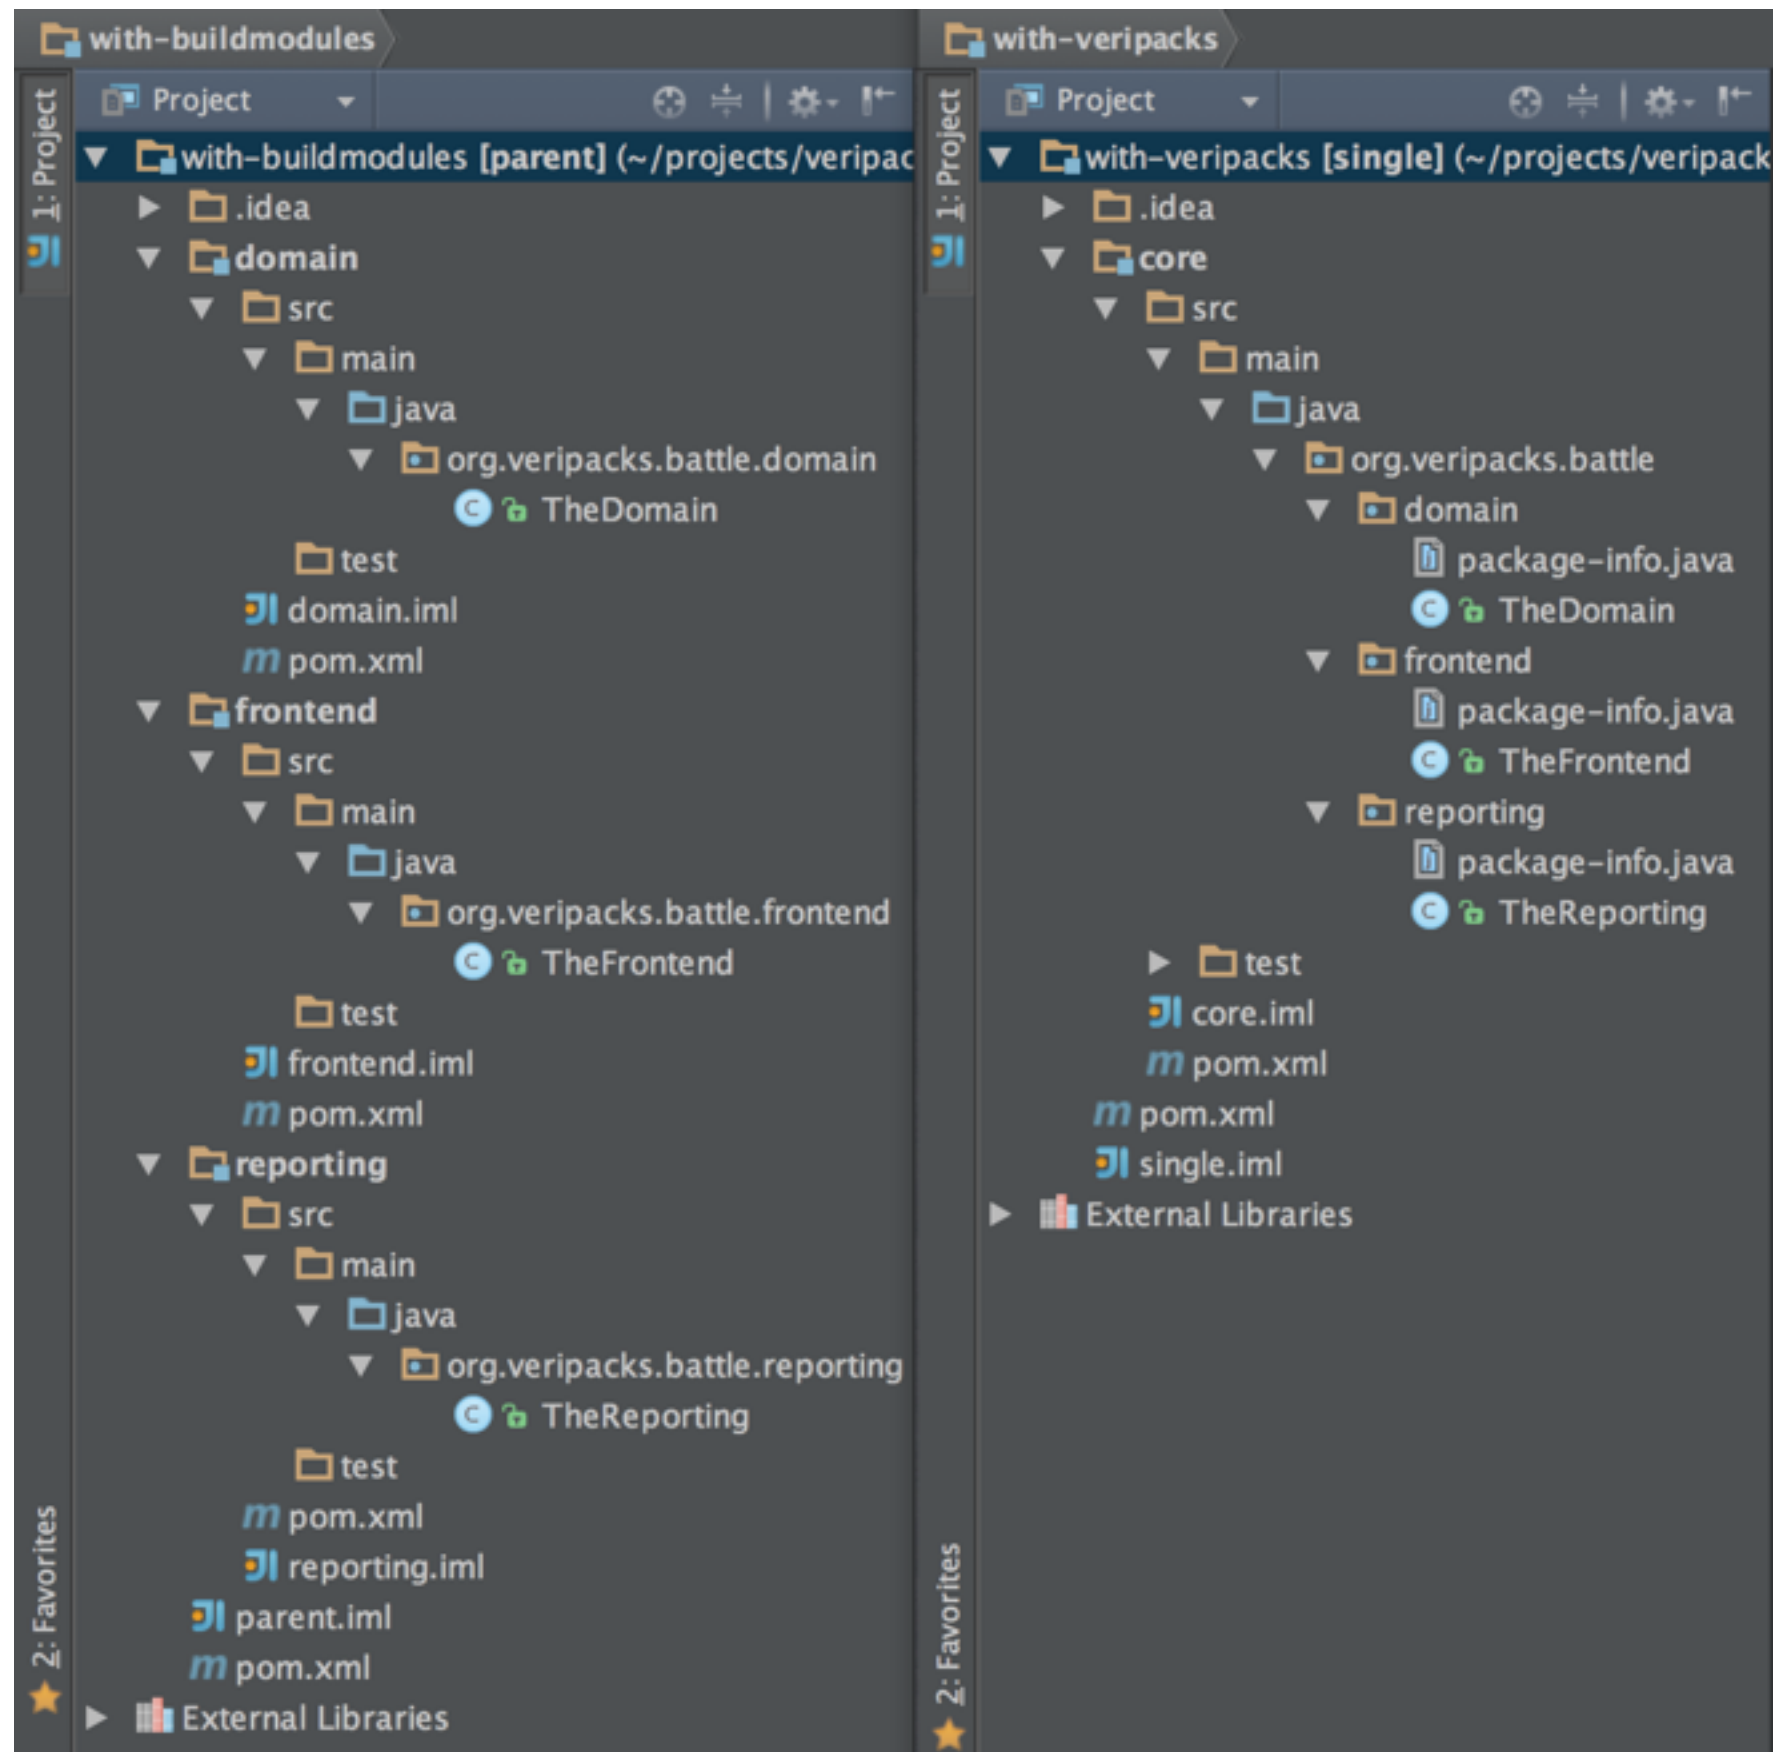 with-buildmodules
Project
1: Project
with-buildmodules [parent] (~/projects/veripac
.idea
domain
src
main
java
org.veripacks.battle.domain
TheDomain
test
domain.iml
pom.xml
frontend
src
main
java
org.veripacks.battle.frontend
TheFrontend
test
frontend.iml
pom.xml
reporting
src
main
java
org.veripacks.battle.reporting
TheReporting
test
pom.xml
reporting.iml
parent.iml
pom.xml
External Libraries
2: Favorites
with-veripacks
Project
1: Project
with-veripacks [single] (~/projects/veripack
.idea
core
src
main
java
org.veripacks.battle
domain
package-info.java
TheDomain
frontend
package-info.java
TheFrontend
reporting
package-info.java
TheReporting
test
core.iml
pom.xml
pom.xml
single.iml
External Libraries
2: Favorites